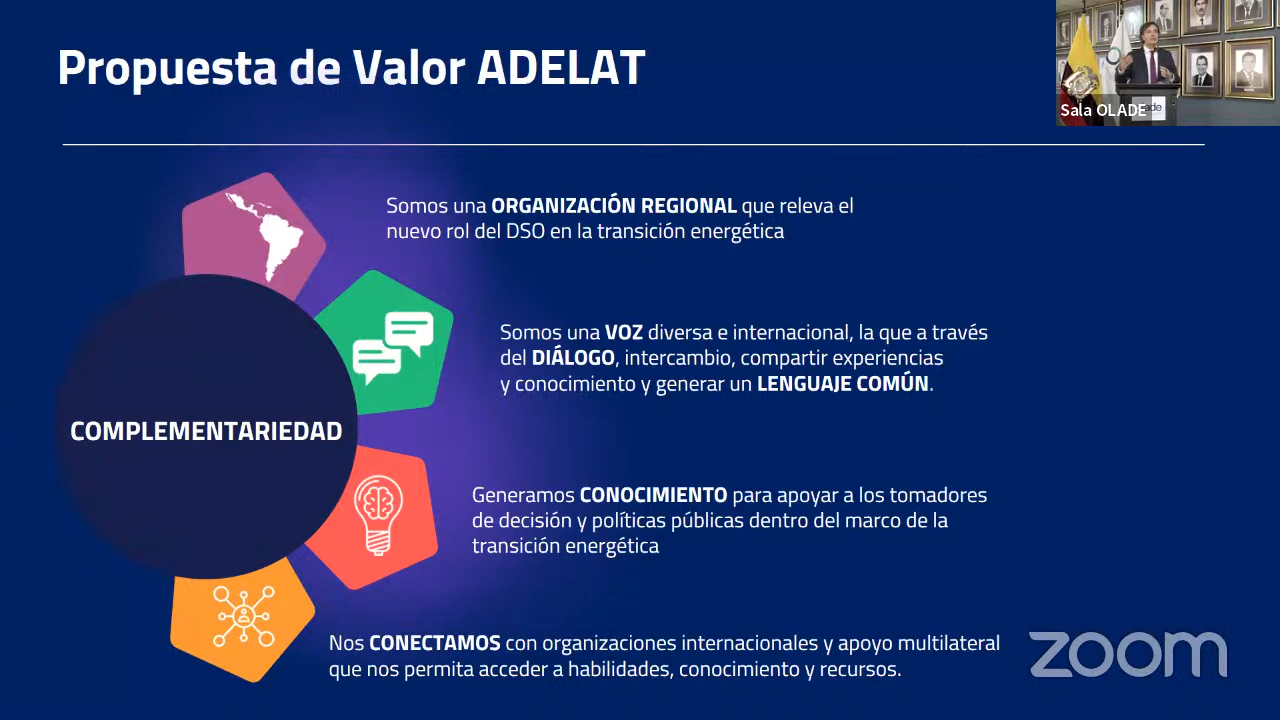 Propuesta de Valor ADELAT
Sala OLADE
ade
Somos una ORGANIZACIÓN REGIONAL que releva el
nuevo rol del DSO en la transición energética
Somos una VOZ diversa e internacional, la que a través
del DIÁLOGO, intercambio, compartir experiencias
y conocimiento y generar un LENGUAJE COMÚN.
COMPLEMENTARIEDAD
Generamos CONOCIMIENTO para apoyar a los tomadores
de decisión y políticas públicas dentro del marco de la
transición energética
Nos CONECTAMOS con organizaciones internacionales y apoyo multilateral
que nos permita acceder a habilidades, conocimiento y recursos.
zoom